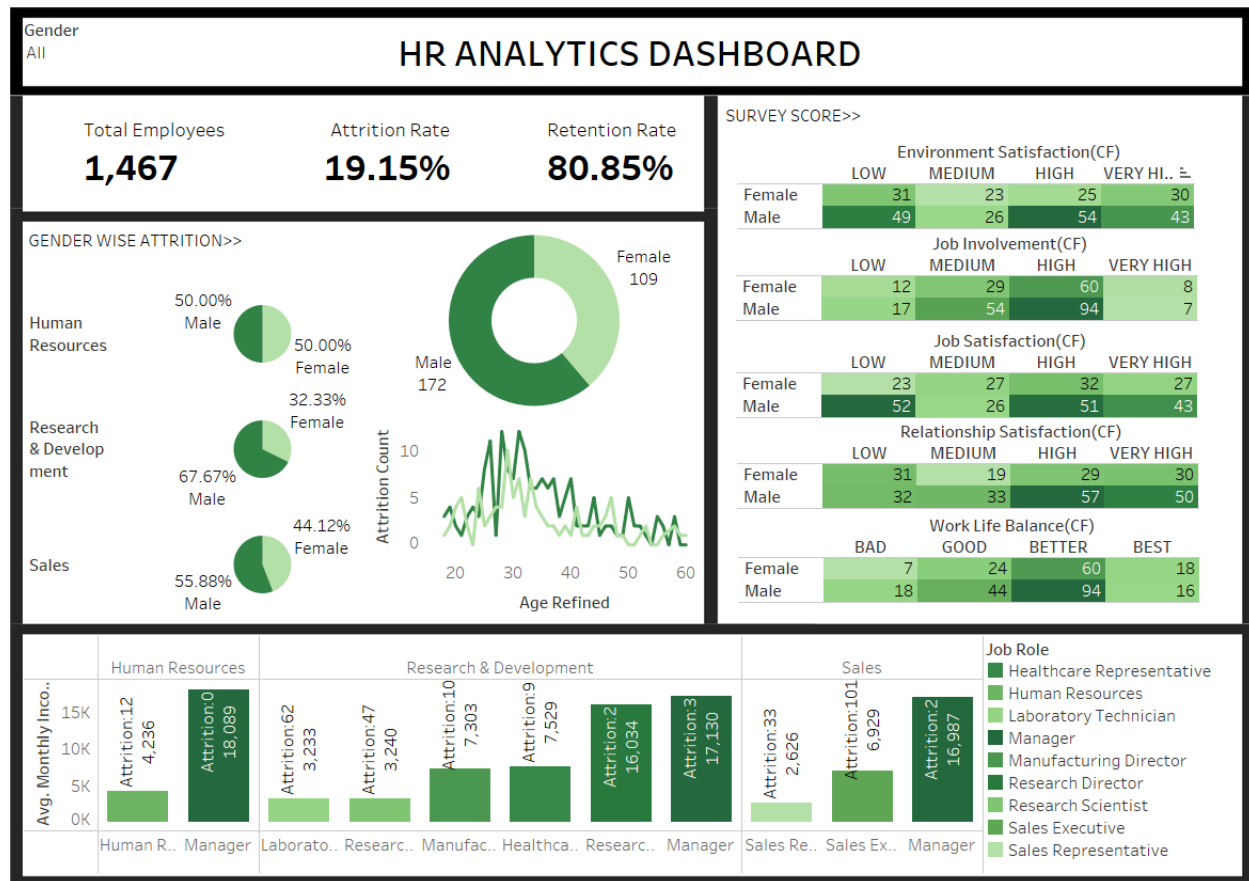 Gender
All
HR ANALYTICS DASHBOARD
Total Employees
1,467
Attrition Rate
19.15%
Retention Rate
80.85%
GENDER WISE ATTRITION>>
Human
Resources
50.00%
Male
50.00%
Female
Research
& Develop
ment
32.33%
Female
67.67%
Male
Sales
44.12%
Female
55.88%
Male
Female
109
Male
172
Attrition Count
10
5
0
20 30 40 50 60
Age Refined
SURVEY SCORE>>
Environment Satisfaction(CF)
LOW MEDIUM HIGH VERY HI..
Female 31 23 25 30
Male 49 26 54 43
Job Involvement(CF)
LOW MEDIUM HIGH VERY HIGH
Female 12 29 60 8
Male 17 54 94 7
Job Satisfaction(CF)
LOW MEDIUM HIGH VERY HIGH
Female 23 27 32 27
Male 52 26 51 43
Relationship Satisfaction(CF)
LOW MEDIUM HIGH VERY HIGH
Female 31 19 29 30
Male 32 33 57 50
Work Life Balance(CF)
BAD GOOD BETTER BEST
Female 7 24 60 18
Male 18 44 94 16
Human Resources Research & Development Sales
Avg. Monthly Inco..
15K
10K
5K
0K
Attrition:12
4,236
Attrition:0
18,089
Attrition:62
3,233
Attrition:47
3,240
Attrition:10
7,303
Attrition:9
7,529
Attrition:2
16,034
Attrition:3
17,130
Attrition:33
2,626
Attrition:101
6,929
Attrition:2
16,987
Human R.. Manager Laborato.. Researc.. Manufac.. Healthca.. Researc.. Manager Sales Re.. Sales Ex.. Manager
Job Role
Healthcare Representative
Human Resources
Laboratory Technician
Manager
Manufacturing Director
Research Director
Research Scientist
Sales Executive
Sales Representative